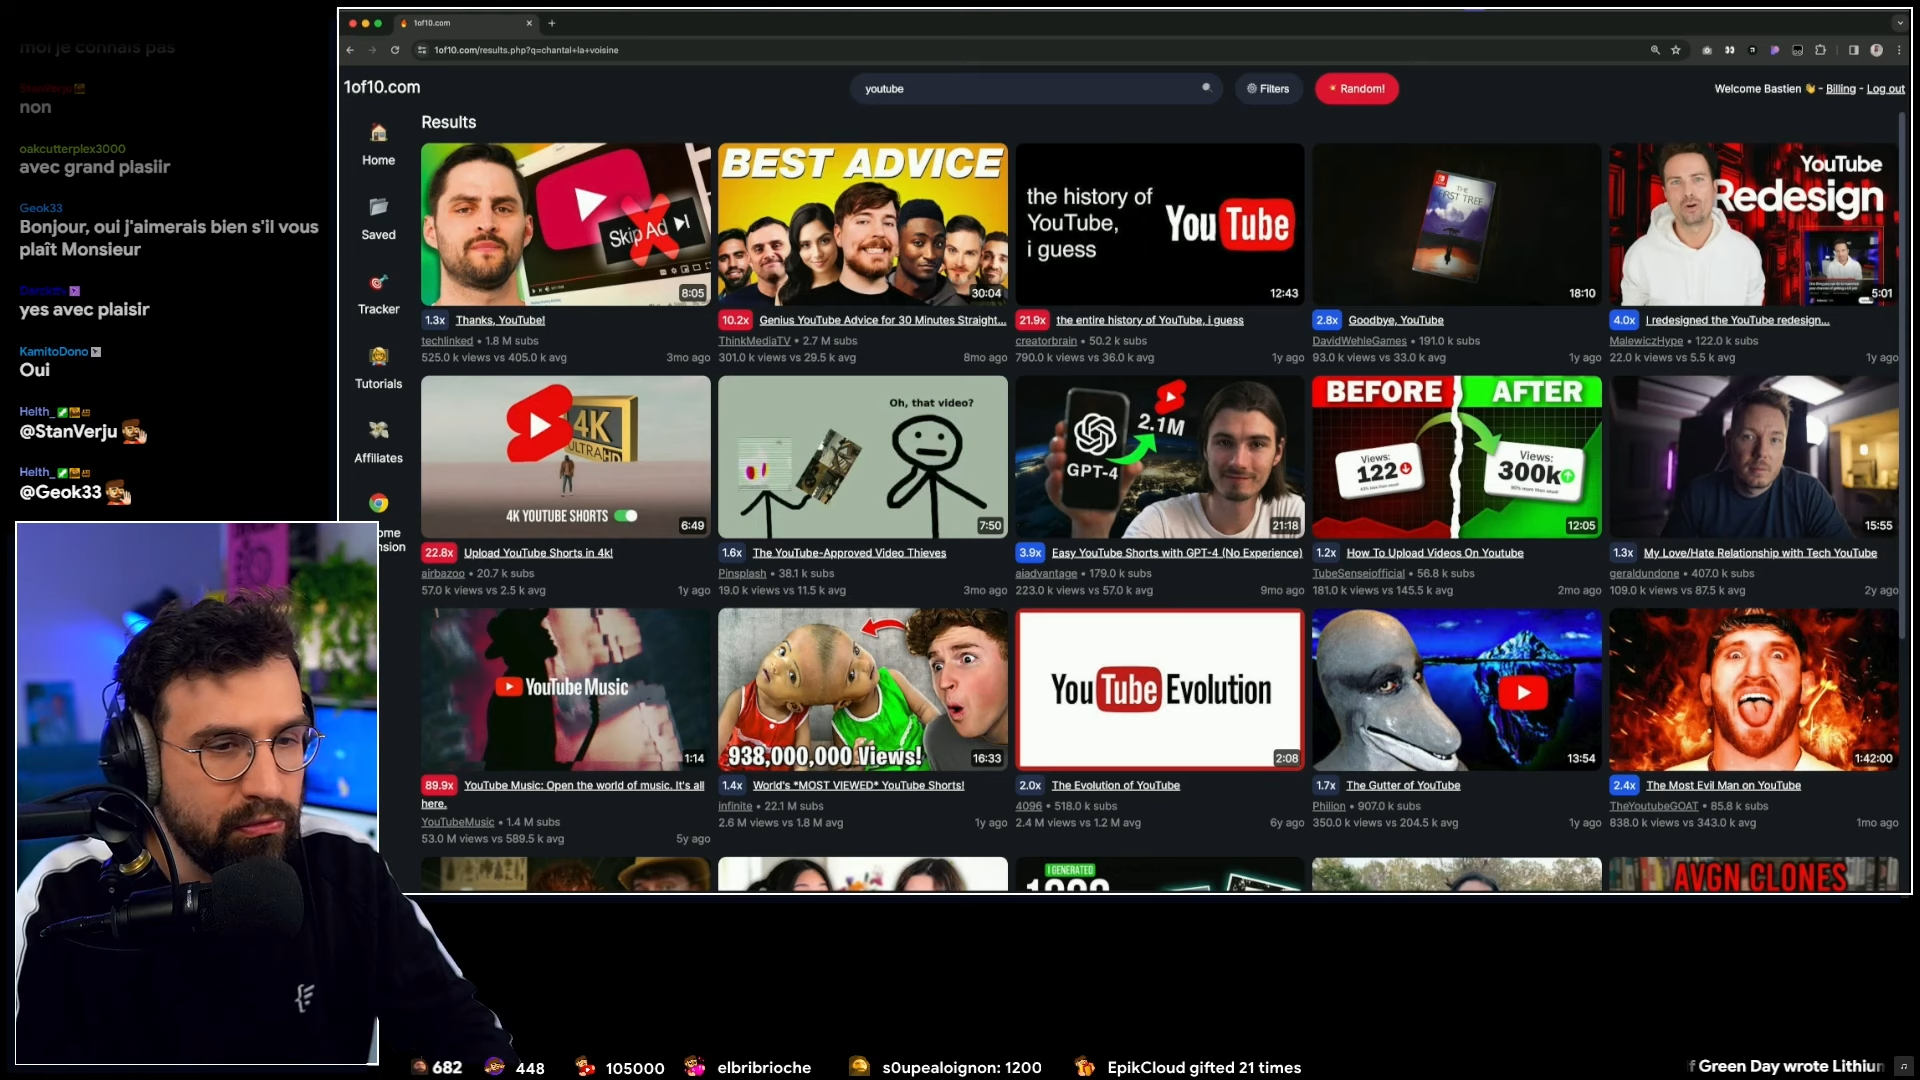 moi je connais pas
StanVerju
non
oakcutterplex3000
avec grand plasiir
Geok33
Bonjour, oui j'aimerais bien s'il vous
plaît Monsieur
yes avec plaisir
KamitoDono
Oui
Helth_
@StanVerju
Helth_
@Geok33
1of10.com
1of10.com/results.php?q=chantal+la+voisine
1of10.com
youtube
Filters
Random!
Welcome Bastien - Billing - Log out
Home
Saved
Tracker
Tutorials
Affiliates
ome
nsion
Results
Skip Ad
8:05
BEST ADVICE
30:04
the history of
YouTube,
i guess
YouTube
12:43
THE
FIRST TREE
18:10
YouTube
Redesign
5:01
1.3x Thanks, YouTube!
techlinked • 1.8 M subs
525.0 k views vs 405.0 k avg 3mo ago
10.2x Genius YouTube Advice for 30 Minutes Straight...
ThinkMediaTV • 2.7 M subs
301.0 k views vs 29.5 k avg 8mo ago
21.9x the entire history of YouTube, i guess
creatorbrain • 50.2 k subs
790.0 k views vs 36.0 k avg 1y ago
2.8x Goodbye, YouTube
DavidWehleGames • 191.0 k subs
93.0 k views vs 33.0 k avg 1y ago
4.0x I redesigned the YouTube redesign...
MalewiczHype • 122.0 k subs
22.0 k views vs 5.5 k avg 1y ago
4K
ULTRA HD
4K YOUTUBE SHORTS
6:49
Oh, that video?
7:50
GPT-4
2.1M
21:18
BEFORE AFTER
Views:
122
Views:
300k
12:05
15:55
22.8x Upload YouTube Shorts in 4k!
airbazoo • 20.7 k subs
57.0 k views vs 2.5 k avg 1y ago
1.6x The YouTube-Approved Video Thieves
Pinsplash • 38.1 k subs
19.0 k views vs 11.5 k avg 3mo ago
3.9x Easy YouTube Shorts with GPT-4 (No Experience)
aiadvantage • 179.0 k subs
223.0 k views vs 57.0 k avg 9mo ago
1.2x How To Upload Videos On Youtube
TubeSenseiofficial • 56.8 k subs
181.0 k views vs 145.5 k avg 2mo ago
1.3x My Love/Hate Relationship with Tech YouTube
geraldundone • 407.0 k subs
109.0 k views vs 87.5 k avg 2y ago
YouTube Music
1:14
938,000,000 Views!
16:33
YouTube Evolution
2:08
13:54
1:42:00
89.9x YouTube Music: Open the world of music. It's all
here.
YouTubeMusic • 1.4 M subs
53.0 M views vs 589.5 k avg 5y ago
1.4x World's *MOST VIEWED* YouTube Shorts!
infinite • 22.1 M subs
2.6 M views vs 1.8 M avg 1y ago
2.0x The Evolution of YouTube
4096 • 518.0 k subs
2.4 M views vs 1.2 M avg 6y ago
1.7x The Gutter of YouTube
Philion • 907.0 k subs
350.0 k views vs 204.5 k avg 1y ago
2.4x The Most Evil Man on YouTube
TheYoutubeGOAT • 85.8 k subs
838.0 k views vs 343.0 k avg 1mo ago
I GENERATED
AVGN CLONES
682
448
105000
elbribrioche
s0upealoignon: 1200
EpikCloud gifted 21 times
f Green Day wrote Lithium